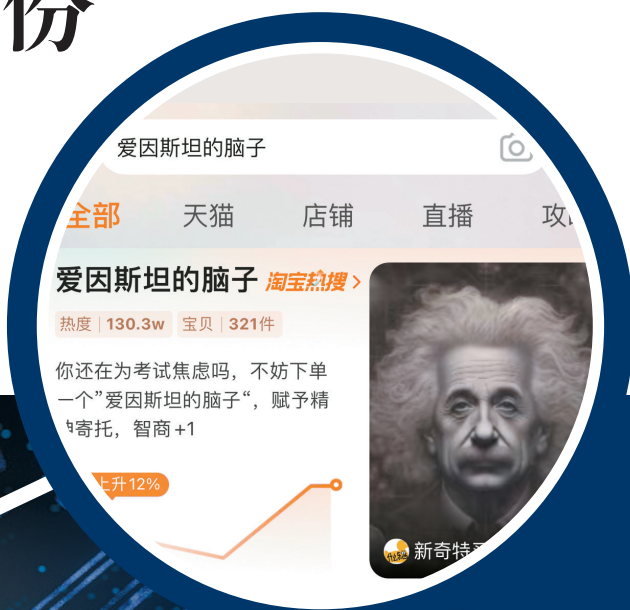 份
爱因斯坦的脑子
全部 天猫 店铺 直播 攻
爱因斯坦的脑子 淘宝热搜 >
热度 | 130.3w 宝贝 | 321件
你还在为考试焦虑吗，不妨下单
一个”爱因斯坦的脑子“，赋予精
寄托，智商+1
上升12%
新奇特